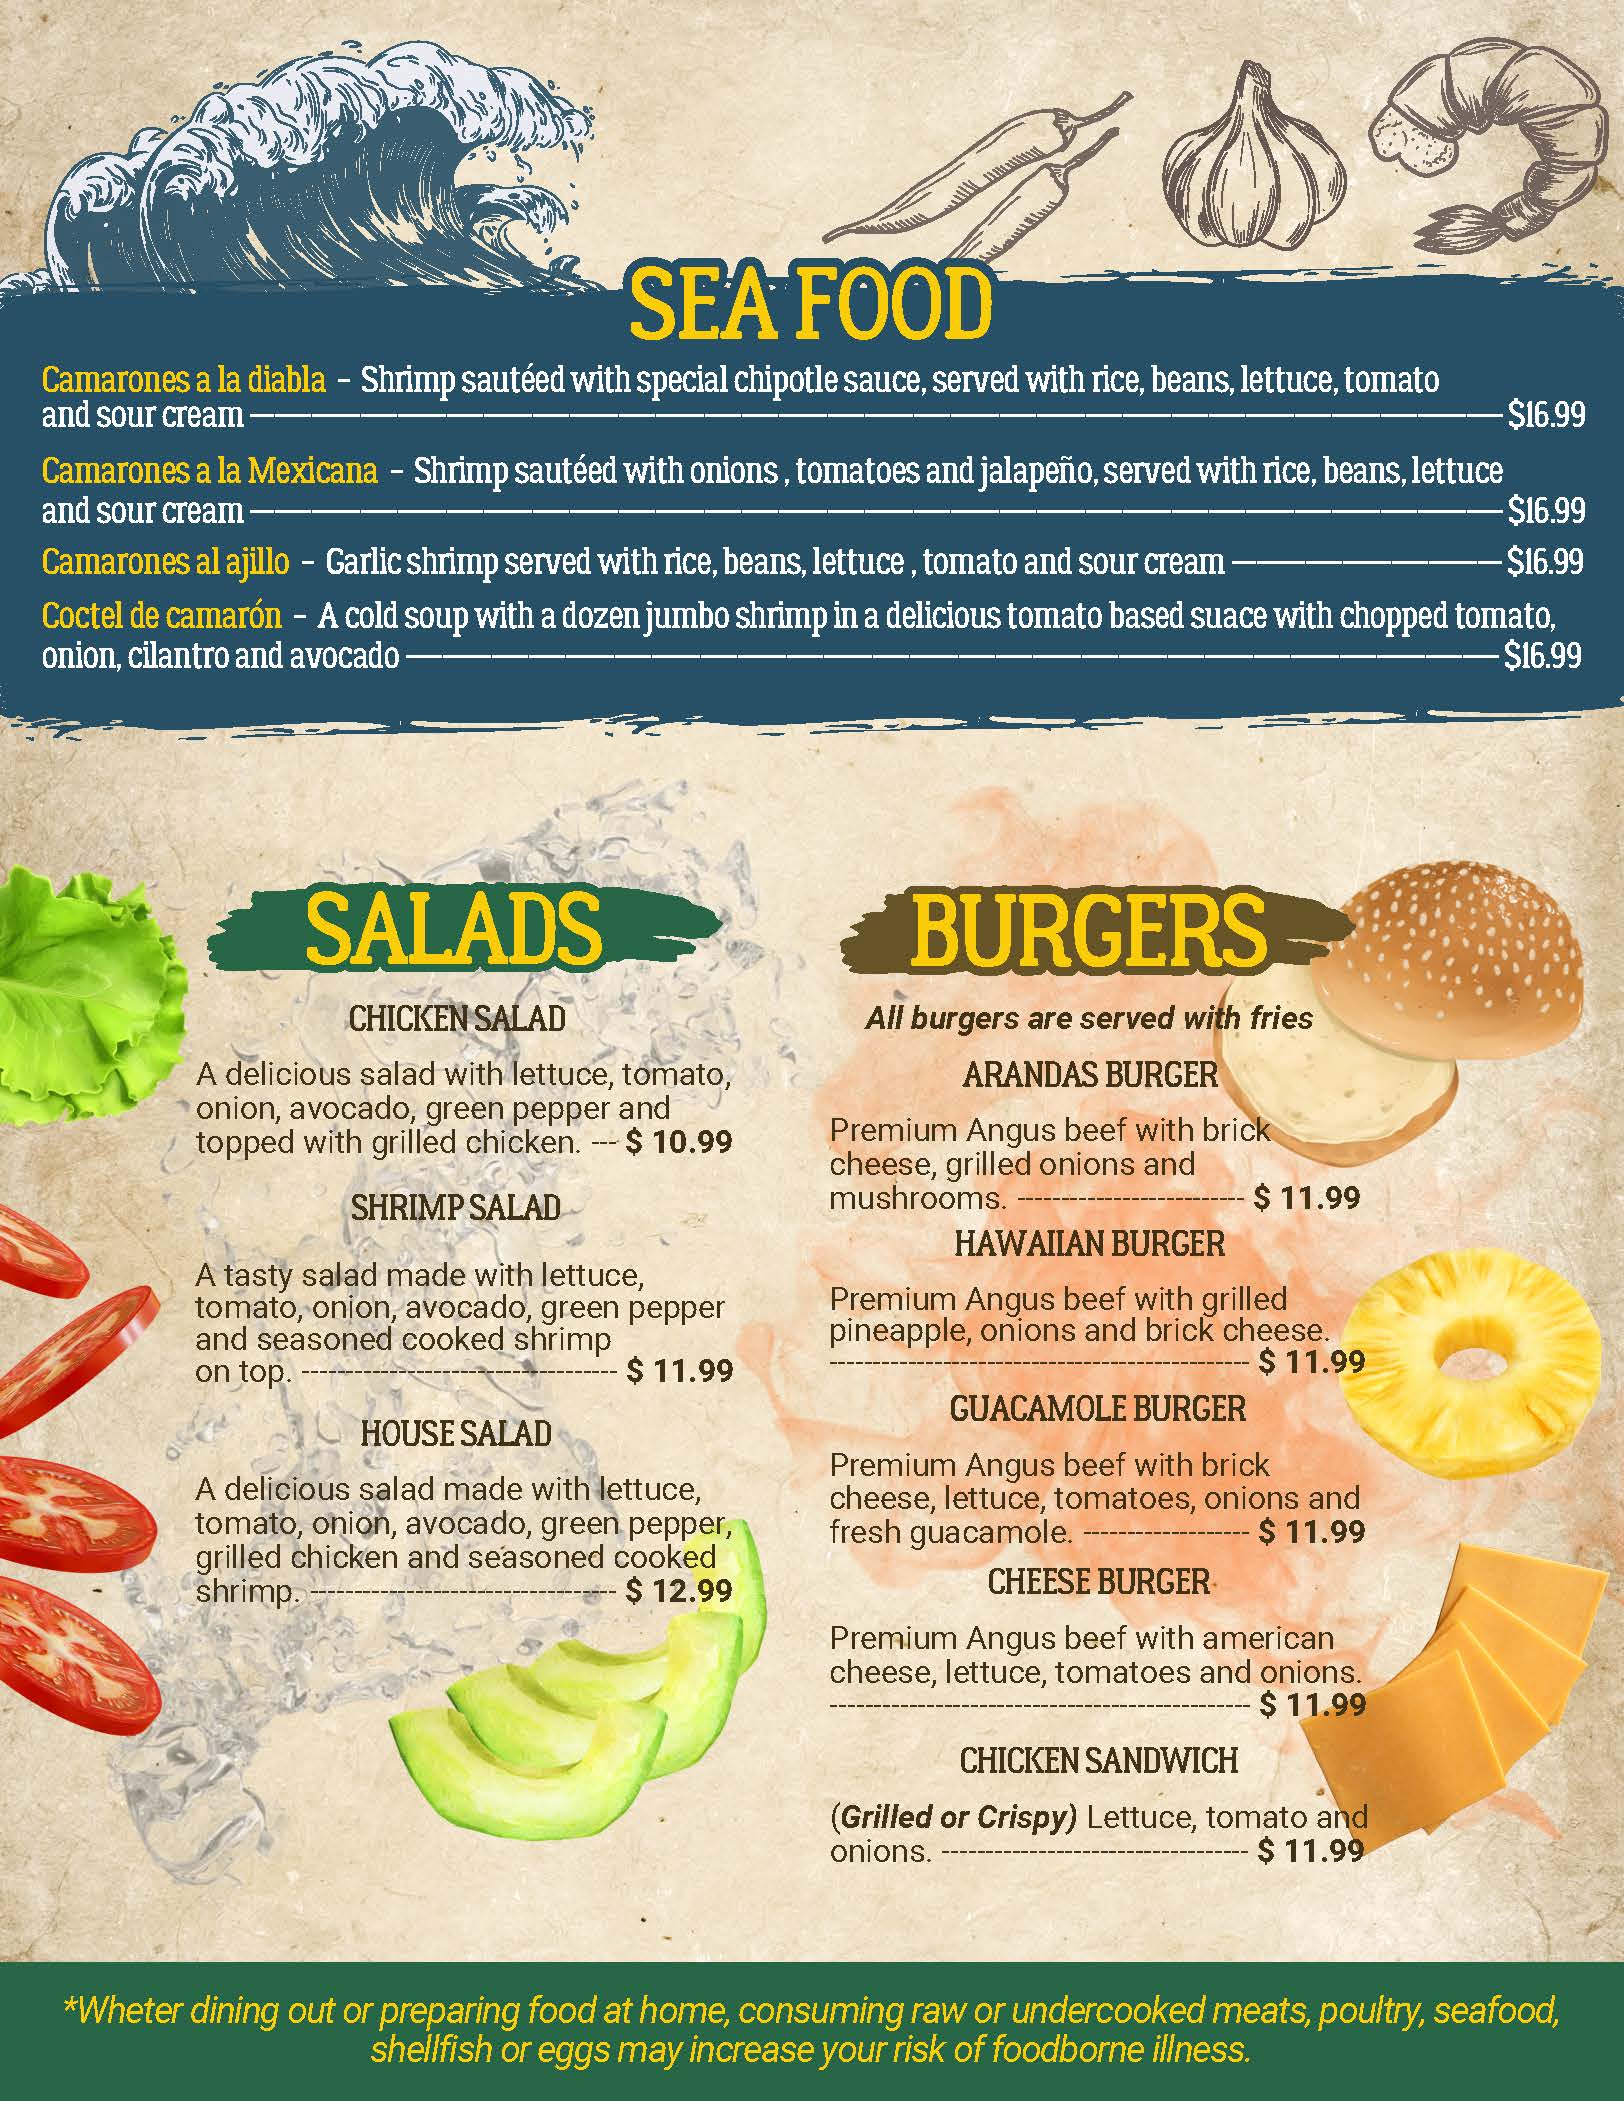 SEA FOOD
Camarones a la diabla - Shrimp sautéed with special chipotle sauce, served with rice, beans, lettuce, tomato
and sour cream $16.99
Camarones a la Mexicana - Shrimp sautéed with onions , tomatoes and jalapeño, served with rice, beans, lettuce
and sour cream $16.99
Camarones al ajillo - Garlic shrimp served with rice, beans, lettuce , tomato and sour cream $16.99
Coctel de camarón - A cold soup with a dozen jumbo shrimp in a delicious tomato based suace with chopped tomato,
onion, cilantro and avocado $16.99
SALADS
CHICKEN SALAD
A delicious salad with lettuce, tomato,
onion, avocado, green pepper and
topped with grilled chicken. --- $ 10.99
SHRIMP SALAD
A tasty salad made with lettuce,
tomato, onion, avocado, green pepper
and seasoned cooked shrimp
on top. ------------------------------------ $ 11.99
HOUSE SALAD
A delicious salad made with lettuce,
tomato, onion, avocado, green pepper,
grilled chicken and seasoned cooked
shrimp. ----------------------------------- $ 12.99
BURGERS
All burgers are served with fries
ARANDAS BURGER
Premium Angus beef with brick
cheese, grilled onions and
mushrooms. -------------------------- $ 11.99
HAWAIIAN BURGER
Premium Angus beef with grilled
pineapple, onions and brick cheese.
------------------------------------------------ $ 11.99
GUACAMOLE BURGER
Premium Angus beef with brick
cheese, lettuce, tomatoes, onions and
fresh guacamole. ------------------- $ 11.99
CHEESE BURGER
Premium Angus beef with american
cheese, lettuce, tomatoes and onions.
------------------------------------------------ $ 11.99
CHICKEN SANDWICH
(Grilled or Crispy) Lettuce, tomato and
onions. ----------------------------------- $ 11.99
*Wheter dining out or preparing food at home, consuming raw or undercooked meats, poultry, seafood,
shellfish or eggs may increase your risk of foodborne illness.